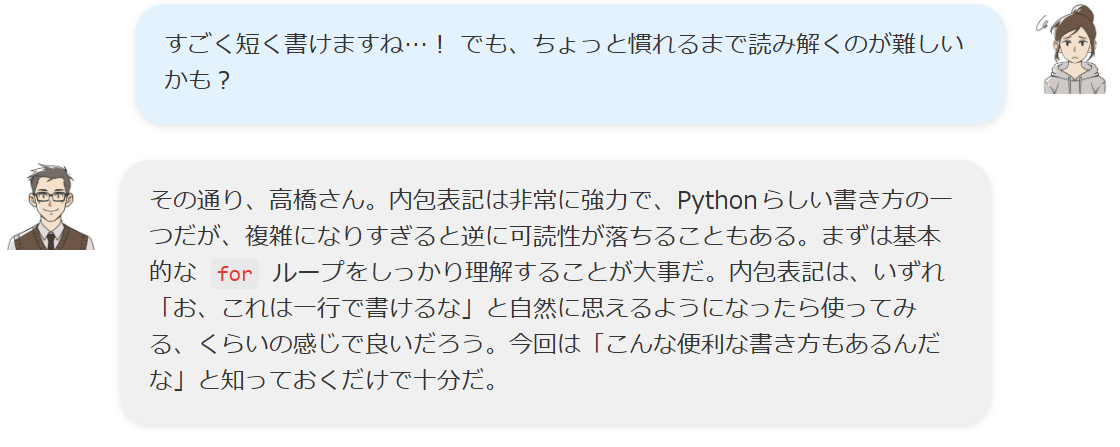 すごく短く書けますね…！ でも、ちょっと慣れるまで読み解くのが難しい
かも？
その通り、高橋さん。内包表記は非常に強力で、Pythonらしい書き方の一
つだが、複雑になりすぎると逆に可読性が落ちることもある。まずは基本
的な for ループをしっかり理解することが大事だ。内包表記は、いずれ
「お、これは一行で書けるな」と自然に思えるようになったら使ってみ
る、くらいの感じで良いだろう。今回は「こんな便利な書き方もあるんだ
な」と知っておくだけで十分だ。